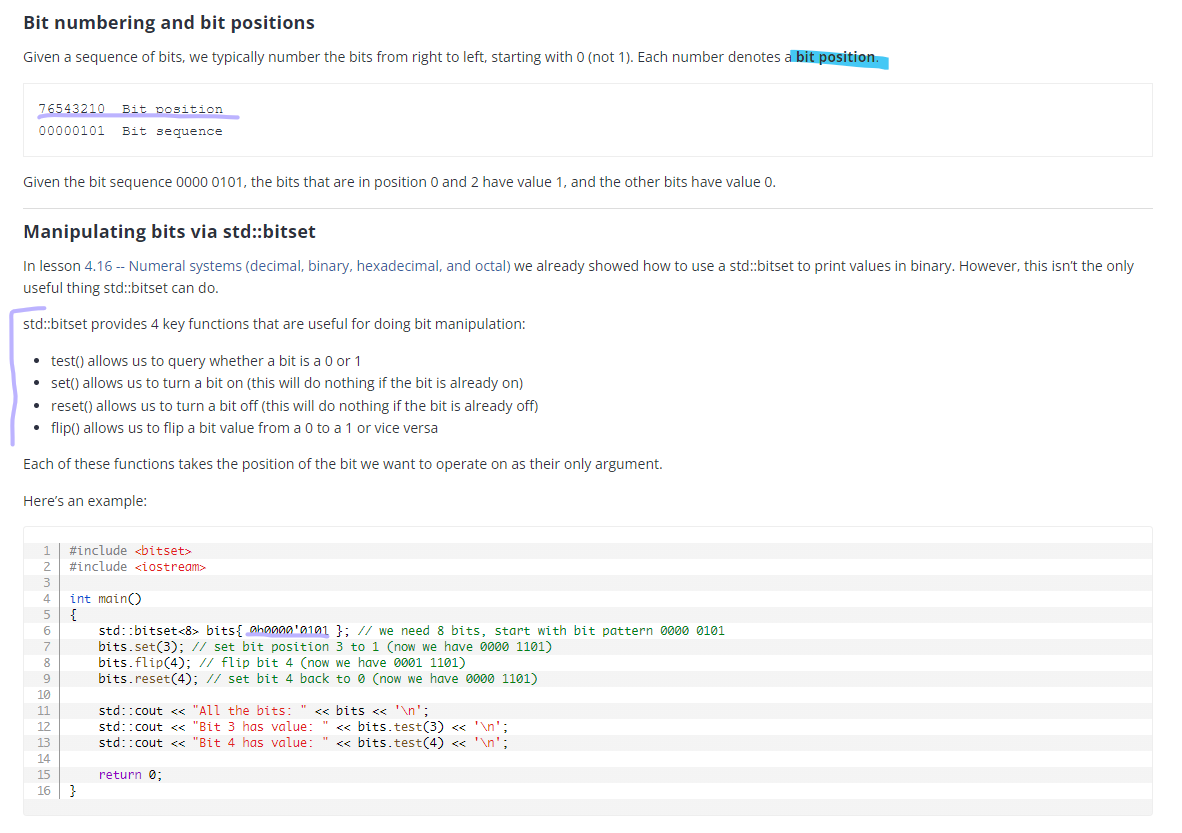 Bit numbering and bit positions
Given a sequence of bits, we typically number the bits from right to left, starting with 0 (not 1). Each number denotes a bit position.
76543210  Bit position
00000101  Bit sequence
Given the bit sequence 0000 0101, the bits that are in position 0 and 2 have value 1, and the other bits have value 0.
Manipulating bits via std::bitset
In lesson 4.16 -- Numeral systems (decimal, binary, hexadecimal, and octal) we already showed how to use a std::bitset to print values in binary. However, this isn't the only
useful thing std::bitset can do.
std::bitset provides 4 key functions that are useful for doing bit manipulation:
• test() allows us to query whether a bit is a 0 or 1
• set() allows us to turn a bit on (this will do nothing if the bit is already on)
• reset() allows us to turn a bit off (this will do nothing if the bit is already off)
• flip() allows us to flip a bit value from a 0 to a 1 or vice versa
Each of these functions takes the position of the bit we want to operate on as their only argument.
Here's an example:
1 #include <bitset>
2 #include <iostream>
3
4 int main()
5 {
6     std::bitset<8> bits{ 0b0000'0101 }; // we need 8 bits, start with bit pattern 0000 0101
7     bits.set(3); // set bit position 3 to 1 (now we have 0000 1101)
8     bits.flip(4); // flip bit 4 (now we have 0001 1101)
9     bits.reset(4); // set bit 4 back to 0 (now we have 0000 1101)
10
11     std::cout << "All the bits: " << bits << '\n';
12     std::cout << "Bit 3 has value: " << bits.test(3) << '\n';
13     std::cout << "Bit 4 has value: " << bits.test(4) << '\n';
14
15     return 0;
16 }